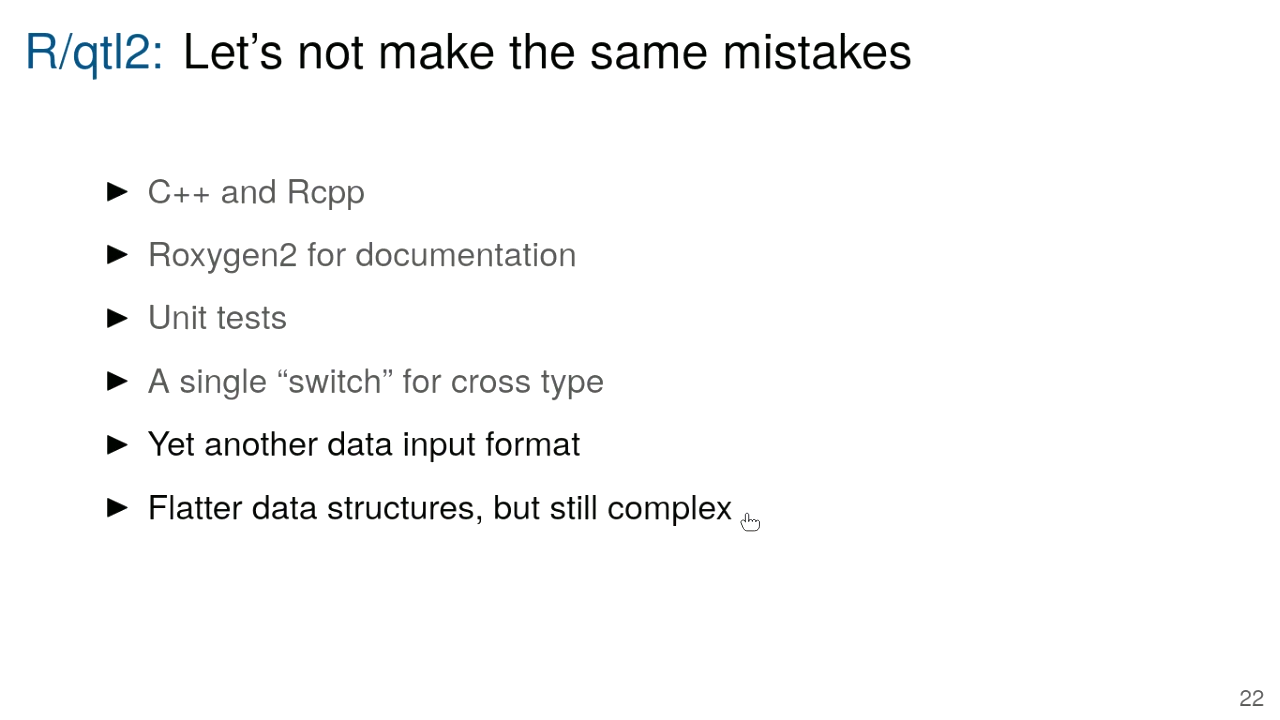 R/qtl2: Let’s not make the same mistakes
C++ and Rcpp
Roxygen2 for documentation
Unit tests
A single “switch” for cross type
Yet another data input format
Flatter data structures, but still complex
22